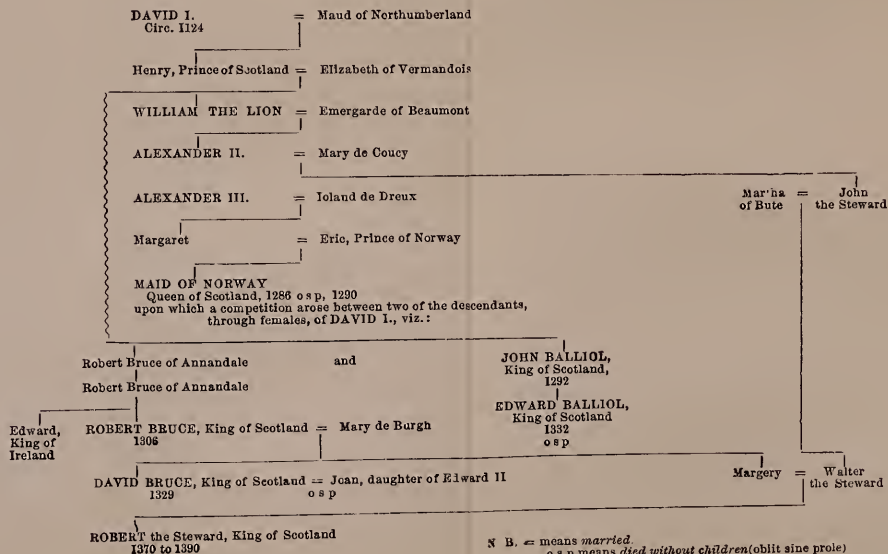 DAVID I. = Maud of Northumberland
Circ. 1124
Henry, Prince of Scotland = Elizabeth of Vermandois
WILLIAM THE LION = Emergarde of Beaumont
ALEXANDER II. = Mary de Coucy
ALEXANDER III. = Ioland de Dreux
Mar'ha = John
of Bute the Steward
Margaret = Eric, Prince of Norway
MAID OF NORWAY
Queen of Scotland, 1286 o s p, 1290
upon which a competition arose between two of the descendants,
through females, of DAVID I., viz.:
Robert Bruce of Annandale and JOHN BALLIOL,
King of Scotland,
1292
Robert Bruce of Annandale
EDWARD BALLIOL,
King of Scotland
1332
o s p
Edward,
King of
Ireland
ROBERT BRUCE, King of Scotland = Mary de Burgh
1306
DAVID BRUCE, King of Scotland = Joan, daughter of Elward II
1329 o s p
Margery = Walter
the Steward
ROBERT the Steward, King of Scotland
1370 to 1390
N B. = means married.
o s p means died without children (oblit sine prole)